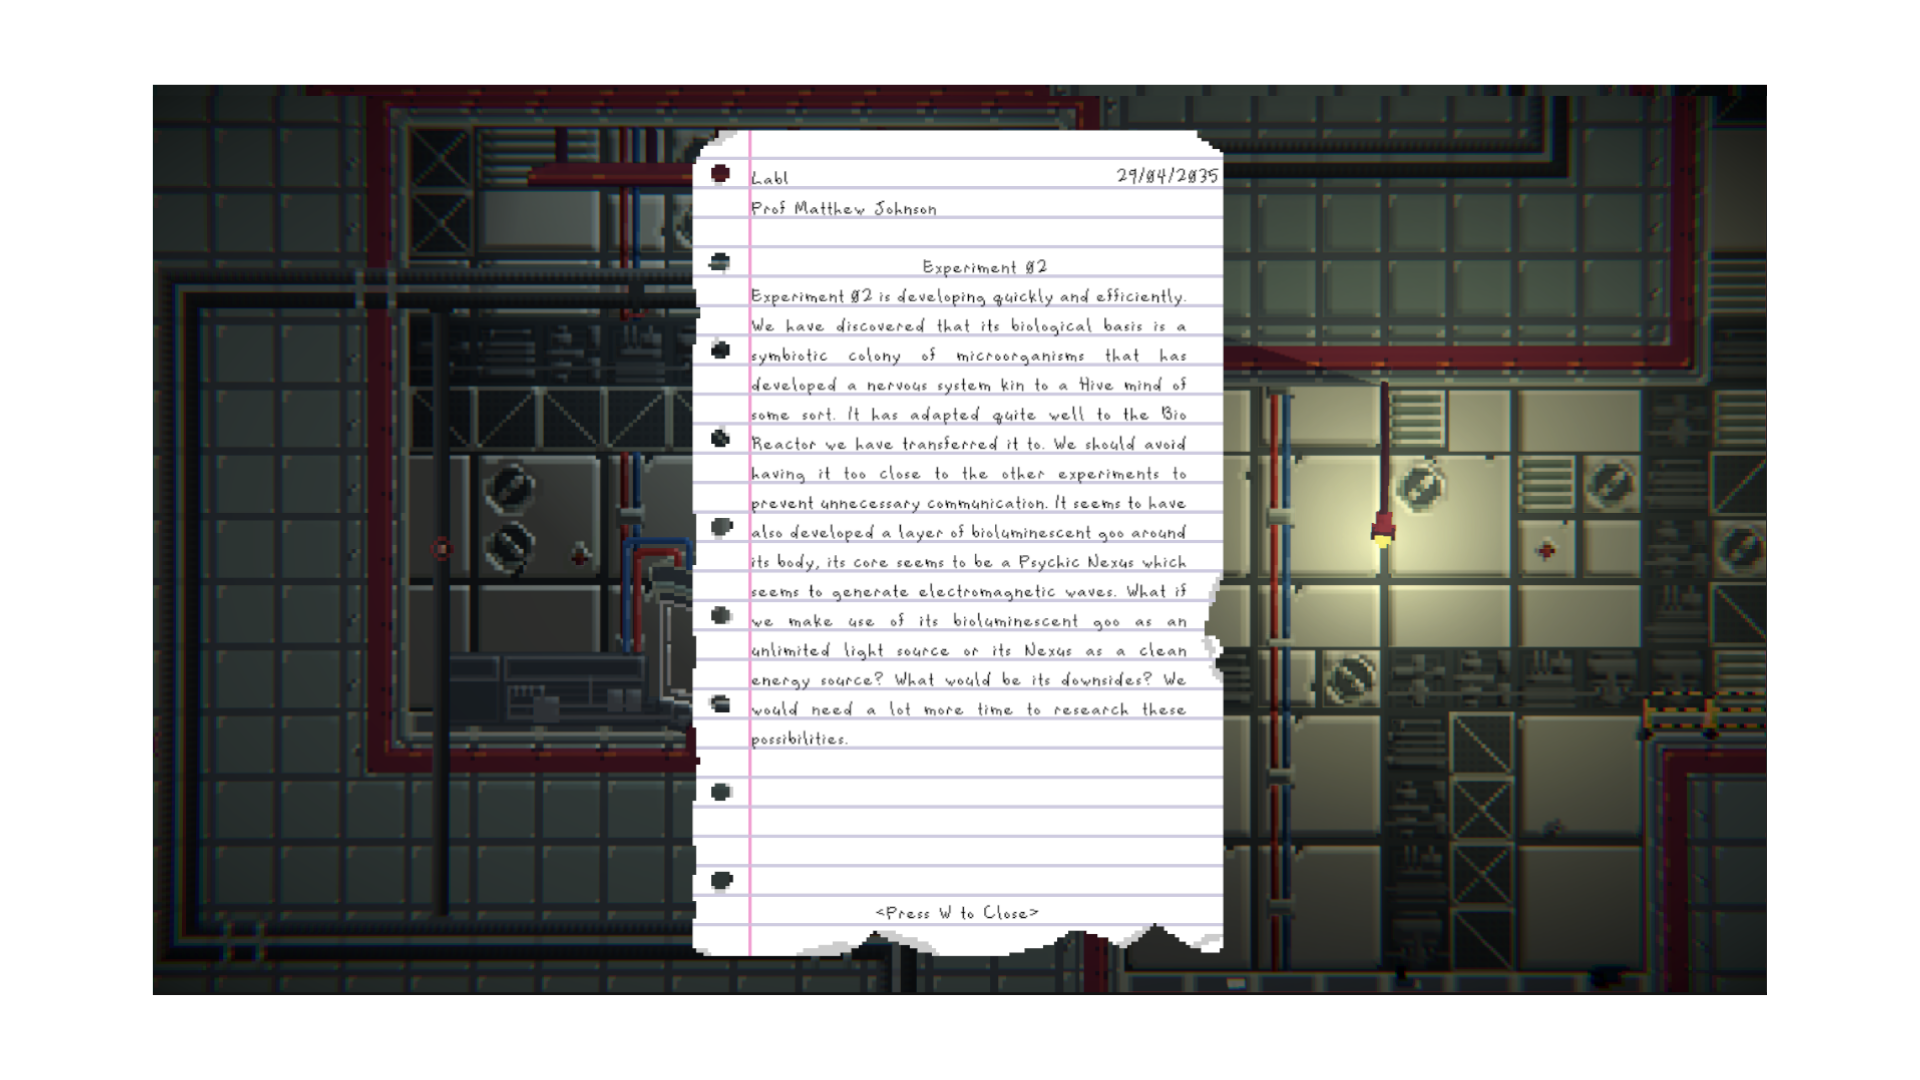 Lab1 29/04/2035
Prof Matthew Johnson
Experiment 02
Experiment 02 is developing quickly and efficiently.
We have discovered that its biological basis is a
symbiotic colony of microorganisms that has
developed a nervous system kin to a Hive mind of
some sort. It has adapted quite well to the Bio
Reactor we have transferred it to. We should avoid
having it too close to the other experiments to
prevent unnecessary communication. It seems to have
also developed a layer of bioluminescent goo around
its body, its core seems to be a Psychic Nexus which
seems to generate electromagnetic waves. What if
we make use of its bioluminescent goo as an
unlimited light source or its Nexus as a clean
energy source? What would be its downsides? We
would need a lot more time to research these
possibilities.
<Press W to Close>